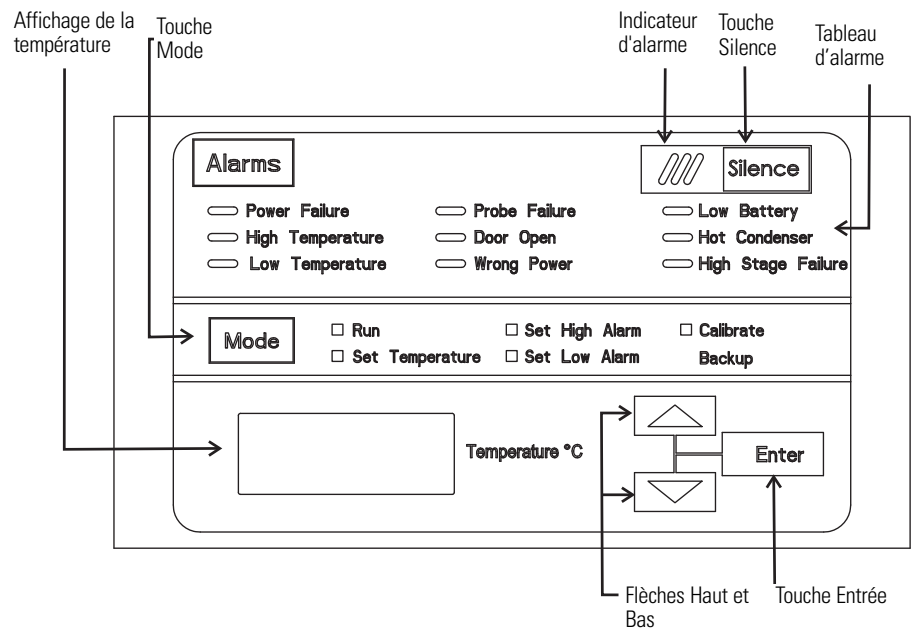 Affichage de la
température
Touche
Mode
Indicateur
d'alarme
Touche
Silence
Tableau
d'alarme
Alarms
Silence
Power Failure
Probe Failure
Low Battery
High Temperature
Door Open
Hot Condenser
Low Temperature
Wrong Power
High Stage Failure
Mode
Run
Set High Alarm
Calibrate
Set Temperature
Set Low Alarm
Backup
Temperature °C
Enter
Flèches Haut et
Bas
Touche Entrée